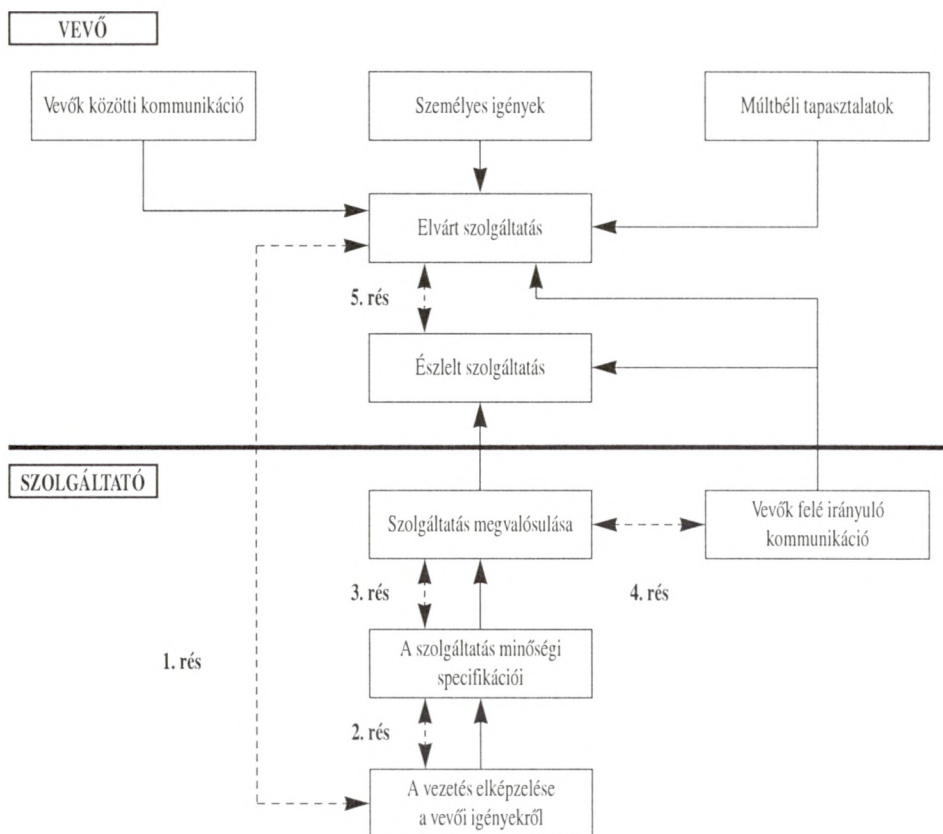 VEVŐ
Vevők közötti kommunikáció
Személyes igények
Múltbéli tapasztalatok
Elvárt szolgáltatás
5. rés
Észlelt szolgáltatás
SZOLGÁLTATÓ
Szolgáltatás megvalósulása
Vevők felé irányuló
kommunikáció
3. rés
4. rés
1. rés
A szolgáltatás minőségi
specifikációi
2. rés
A vezetés elképzelése
a vevői igényekről